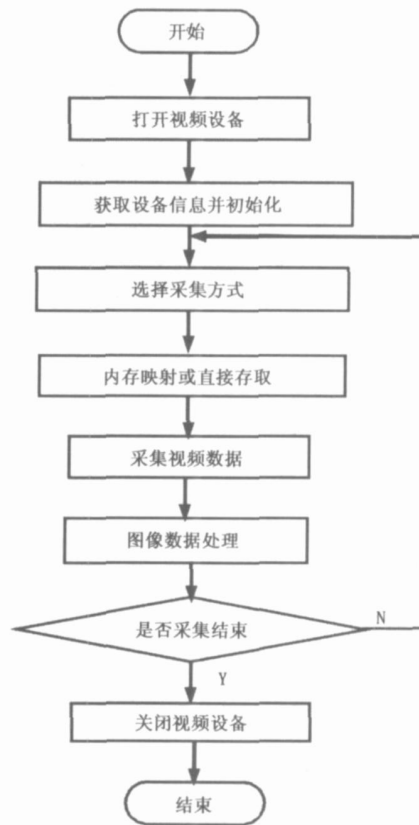 开始
打开视频设备
获取设备信息并初始化
选择采集方式
内存映射或直接存取
采集视频数据
图像数据处理
是否采集结束
N
Y
关闭视频设备
结束